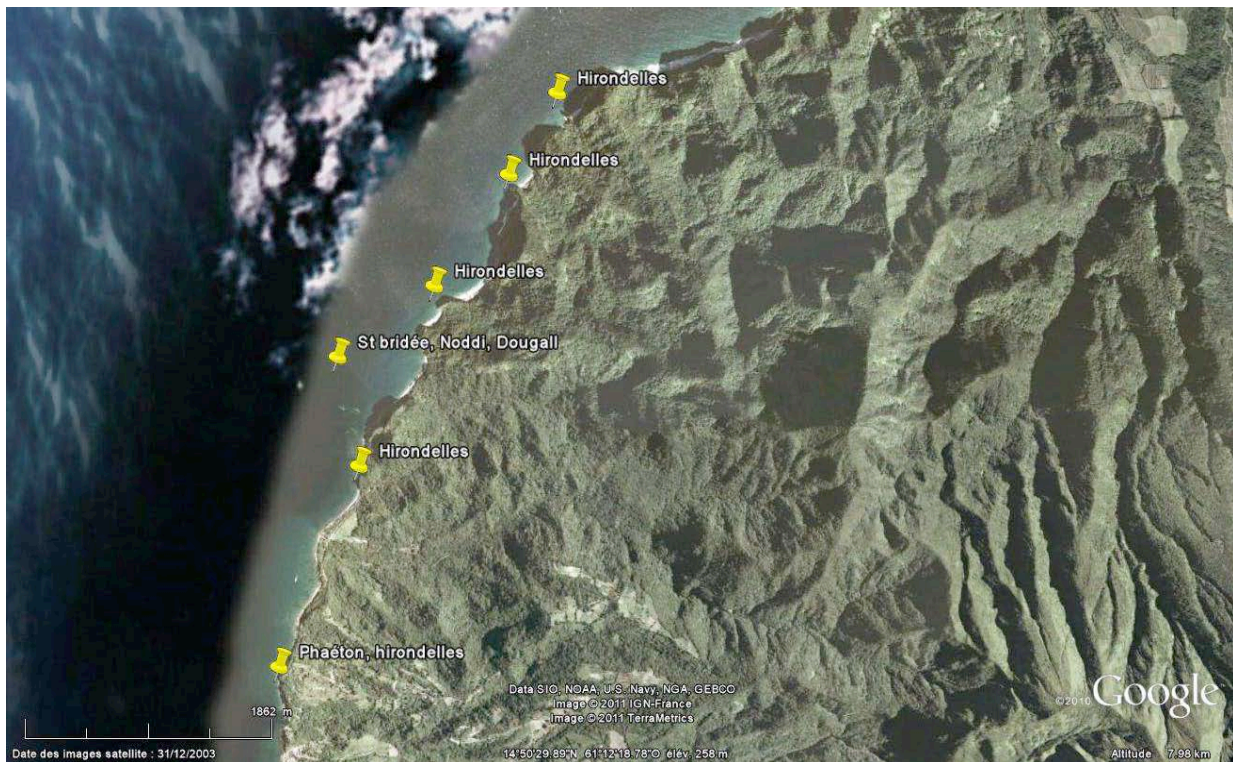 Hirondelles
Hirondelles
Hirondelles
St bridée, Noddi, Dougall
Hirondelles
Phaéton, hirondelles
1862 m
Data SIO, NOAA, U.S. Navy, NGA, GEBCO
Image © 2011 IGN-France
Image © 2011 TerraMetrics
©2010 Google
Date des images satellite : 31/12/2003
14°50'29.89"N 61°12'18.78"O élév. 258 m
Altitude 7.98 km